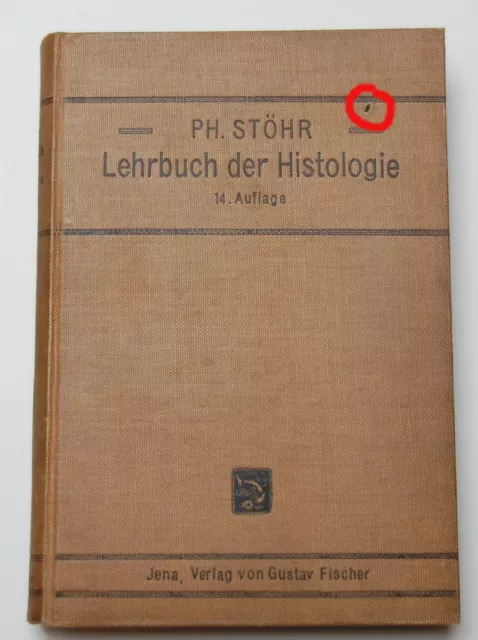 PH. STÖHR
Lehrbuch der Histologie
14. Auflage
Jena, Verlag von Gustav Fischer